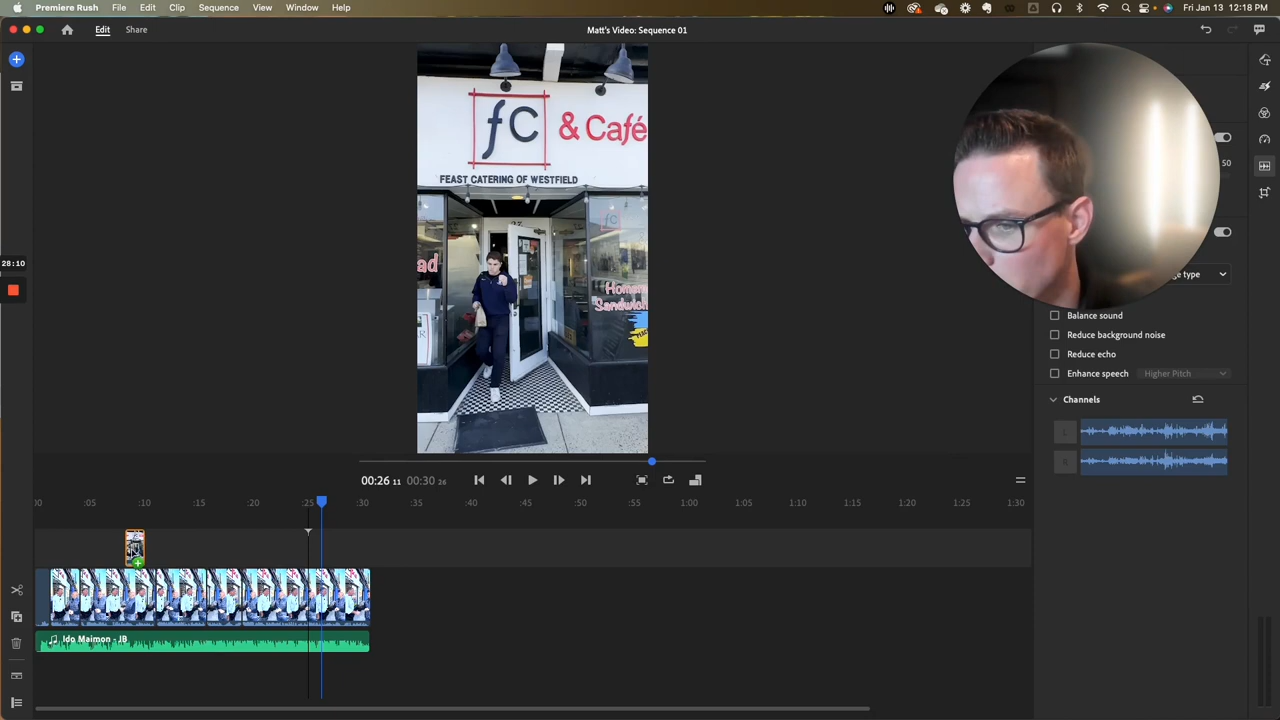 Premiere Rush File Edit Clip Sequence View Window Help Fri Jan 13 12:18 PM
Edit Share Matt's Video: Sequence 01
fC & Café
FEAST CATERING OF WESTFIELD
50
28:10
ad
type
Homem
Sandwich
Balance sound
Reduce background noise
Reduce echo
Enhance speech Higher Pitch
Channels
00:26 11 00:30 26
00 :05 :10 :15 :20 :25 :30 :35 :40 :45 :50 :55 1:00 1:05 1:10 1:15 1:20 1:25 1:30
Ido Maimon - JB